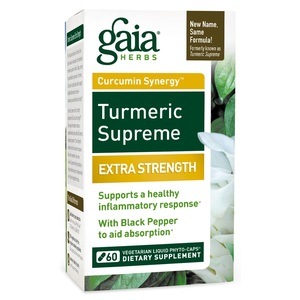 gaia
HERBS
New Name,
Same Formula!
Formerly known as
Turmeric Supreme
Curcumin Synergy™
Turmeric
Supreme
EXTRA STRENGTH
Supports a healthy
inflammatory response*
With Black Pepper
to aid absorption*
60 VEGETARIAN LIQUID PHYTO-CAPS®
DIETARY SUPPLEMENT